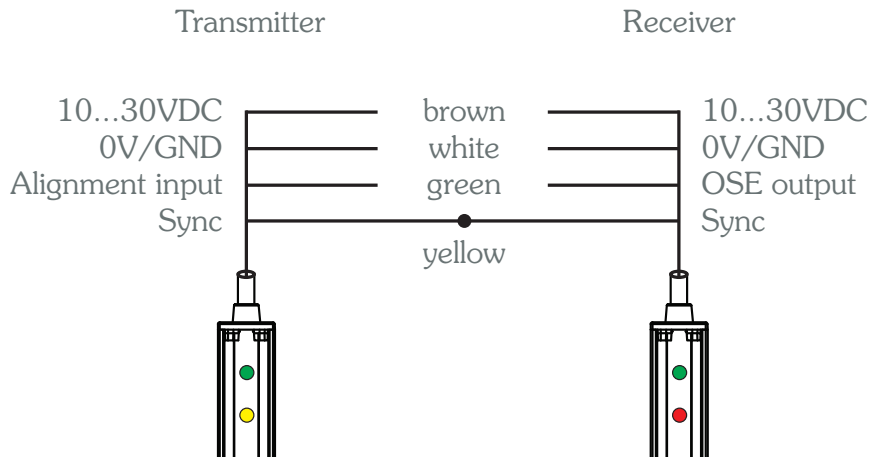 Transmitter Receiver
10...30VDC brown 10...30VDC
0V/GND white 0V/GND
Alignment input green OSE output
Sync Sync
yellow